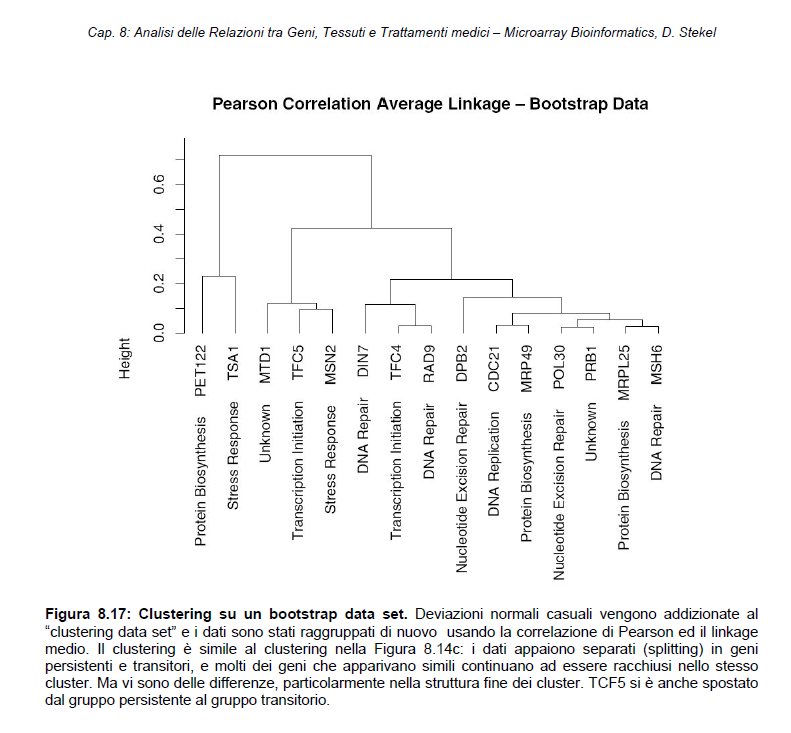 Cap. 8: Analisi delle Relazioni tra Geni, Tessuti e Trattamenti medici – Microarray Bioinformatics, D. Stekel
Pearson Correlation Average Linkage – Bootstrap Data
Height
0.0
0.2
0.4
0.6
Protein Biosynthesis PET122
Stress Response TSA1
Unknown MTD1
Transcription Initiation TFC5
Stress Response MSN2
DNA Repair DIN7
Transcription Initiation TFC4
DNA Repair RAD9
Nucleotide Excision Repair DPB2
DNA Replication CDC21
Protein Biosynthesis MRP49
Nucleotide Excision Repair POL30
Unknown PRB1
Protein Biosynthesis MRPL25
DNA Repair MSH6
Figura 8.17: Clustering su un bootstrap data set. Deviazioni normali casuali vengono addizionate al
“clustering data set” e i dati sono stati raggruppati di nuovo usando la correlazione di Pearson ed il linkage
medio. Il clustering è simile al clustering nella Figura 8.14c: i dati appaiono separati (splitting) in geni
persistenti e transitori, e molti dei geni che apparivano simili continuano ad essere racchiusi nello stesso
cluster. Ma vi sono delle differenze, particolarmente nella struttura fine dei cluster. TCF5 si è anche spostato
dal gruppo persistente al gruppo transitorio.